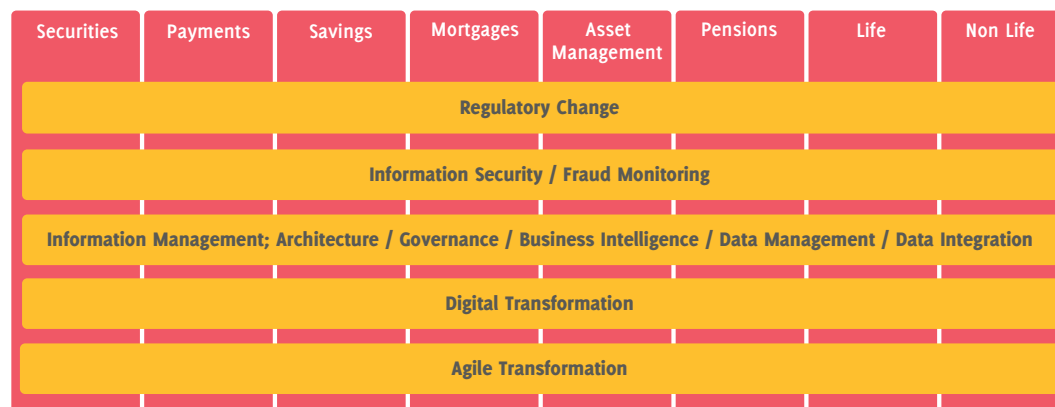 Securities
Payments
Savings
Mortgages
Asset
Management
Pensions
Life
Non Life
Regulatory Change
Information Security / Fraud Monitoring
Information Management; Architecture / Governance / Business Intelligence / Data Management / Data Integration
Digital Transformation
Agile Transformation